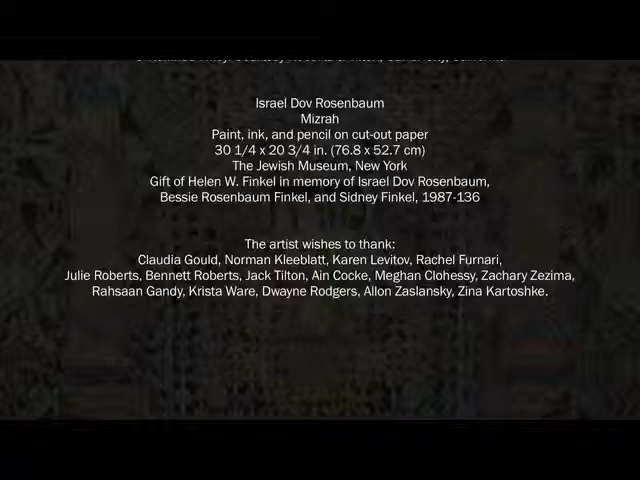 Israel Dov Rosenbaum
Mizrah
Paint, ink, and pencil on cut-out paper
30 1/4 x 20 3/4 in. (76.8 x 52.7 cm)
The Jewish Museum, New York
Gift of Helen W. Finkel in memory of Israel Dov Rosenbaum,
Bessie Rosenbaum Finkel, and Sidney Finkel, 1987-136
The artist wishes to thank:
Claudia Gould, Norman Kleeblatt, Karen Levitov, Rachel Furnari,
Julie Roberts, Bennett Roberts, Jack Tilton, Ain Cocke, Meghan Clohessy, Zachary Zezima,
Rahsaan Gandy, Krista Ware, Dwayne Rodgers, Allon Zaslansky, Zina Kartoshke.